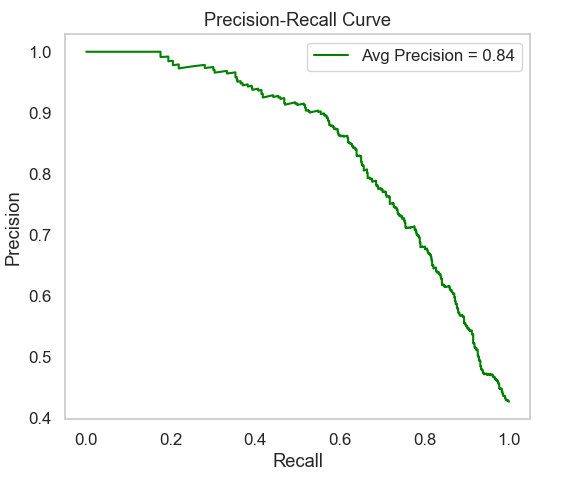 Precision-Recall Curve
Avg Precision = 0.84
Precision
1.0
0.9
0.8
0.7
0.6
0.5
0.4
0.0 0.2 0.4 0.6 0.8 1.0
Recall